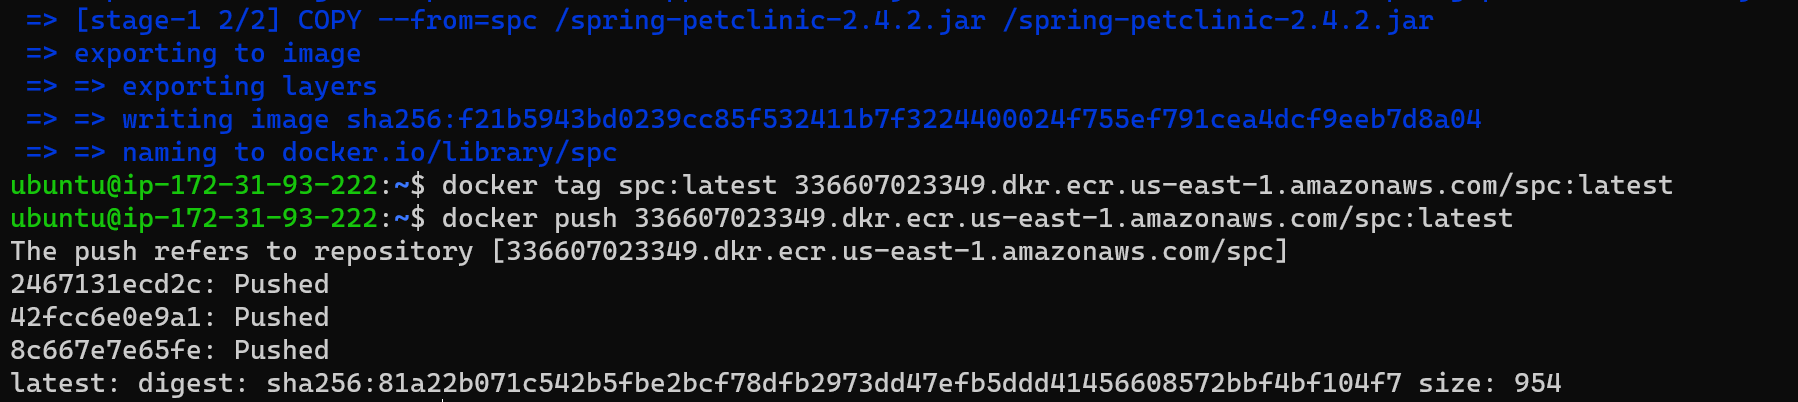 => [stage-1 2/2] COPY --from=spc /spring-petclinic-2.4.2.jar /spring-petclinic-2.4.2.jar
=> exporting to image
=> => exporting layers
=> => writing image sha256:f21b5943bd0239cc85f532411b7f3224400024f755ef791cea4dcf9eeb7d8a04
=> => naming to docker.io/library/spc
ubuntu@ip-172-31-93-222:~$ docker tag spc:latest 336607023349.dkr.ecr.us-east-1.amazonaws.com/spc:latest
ubuntu@ip-172-31-93-222:~$ docker push 336607023349.dkr.ecr.us-east-1.amazonaws.com/spc:latest
The push refers to repository [336607023349.dkr.ecr.us-east-1.amazonaws.com/spc]
2467131ecd2c: Pushed
42fcc6e0e9a1: Pushed
8c667e7e65fe: Pushed
latest: digest: sha256:81a22b071c542b5fbe2bcf78dfb2973dd47efb5ddd41456608572bbf4bf104f7 size: 954